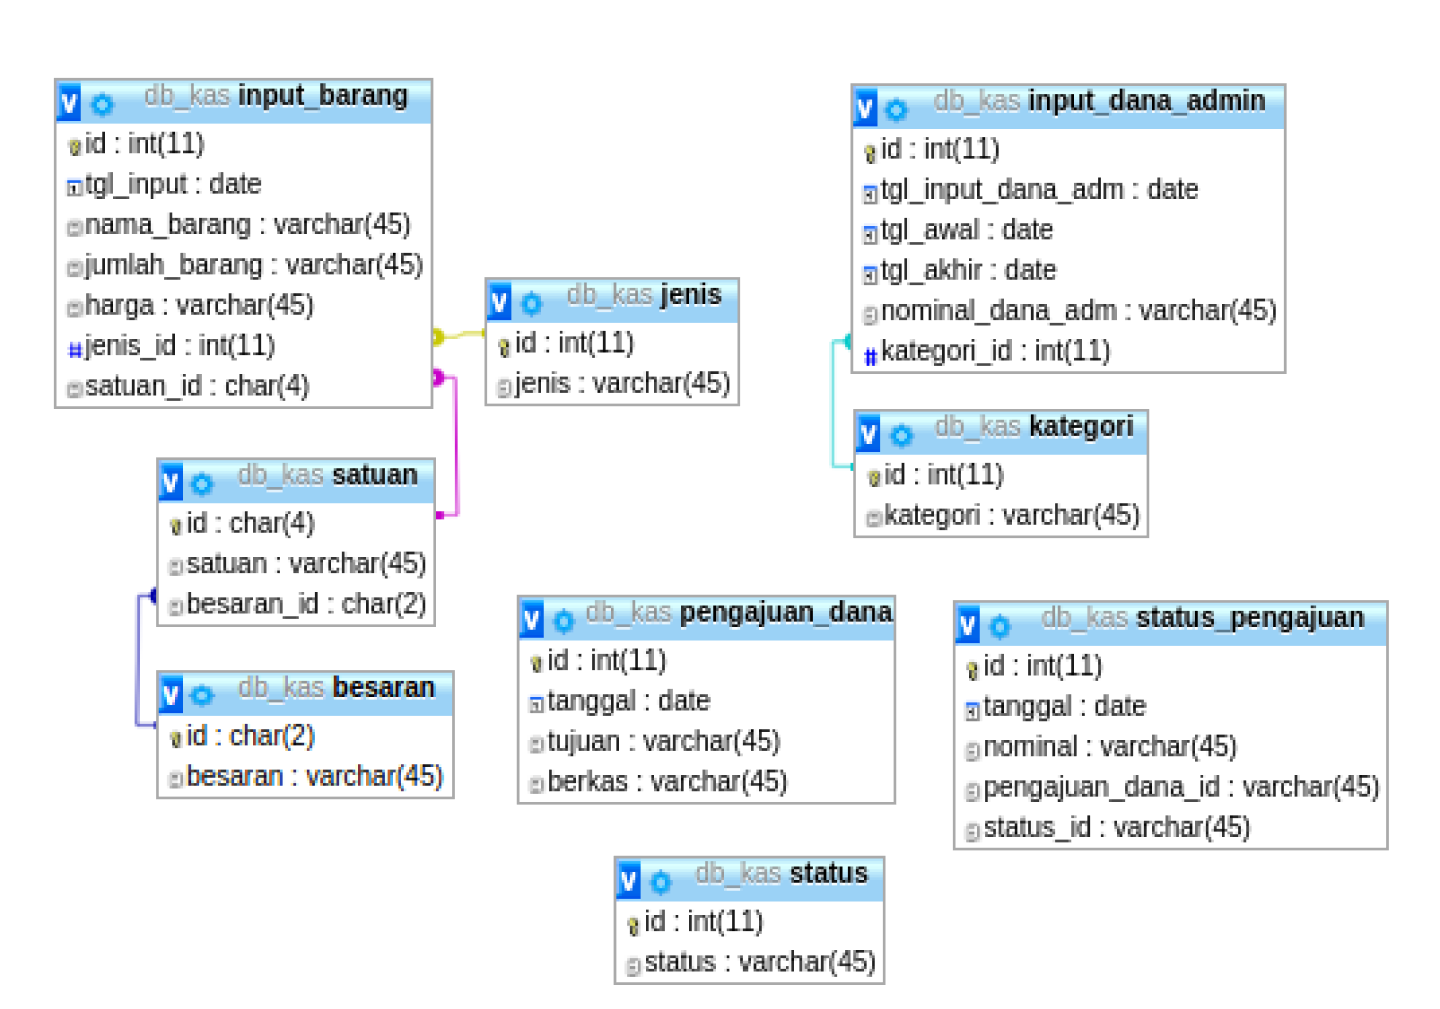 db_kas input_barang
id : int(11)
tgl_input : date
nama_barang : varchar(45)
jumlah_barang : varchar(45)
harga : varchar(45)
jenis_id : int(11)
satuan_id : char(4)
db_kas jenis
id : int(11)
jenis : varchar(45)
db_kas input_dana_admin
id : int(11)
tgl_input_dana_adm : date
tgl_awal : date
tgl_akhir : date
nominal_dana_adm : varchar(45)
kategori_id : int(11)
db_kas kategori
id : int(11)
kategori : varchar(45)
db_kas satuan
id : char(4)
satuan : varchar(45)
besaran_id : char(2)
db_kas besaran
id : char(2)
besaran : varchar(45)
db_kas pengajuan_dana
id : int(11)
tanggal : date
tujuan : varchar(45)
berkas : varchar(45)
db_kas status_pengajuan
id : int(11)
tanggal : date
nominal : varchar(45)
pengajuan_dana_id : varchar(45)
status_id : varchar(45)
db_kas status
id : int(11)
status : varchar(45)